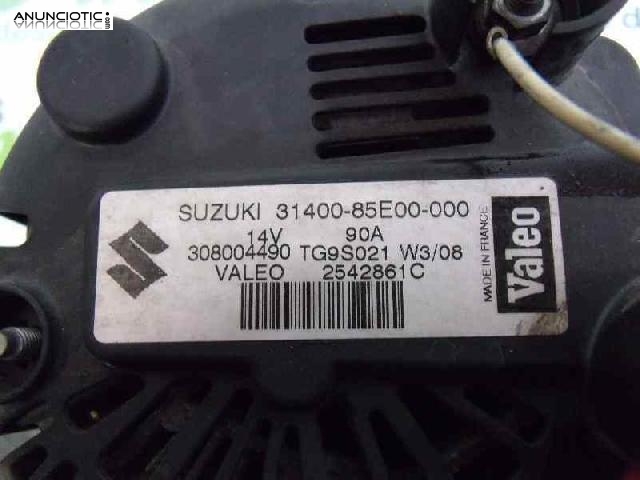 ANUNCIOTIC
SUZUKI 31400-85E00-000
14V 90A
308004490 TG9S021 W3/08
VALEO 2542861C
MADE IN FRANCE
Valeo